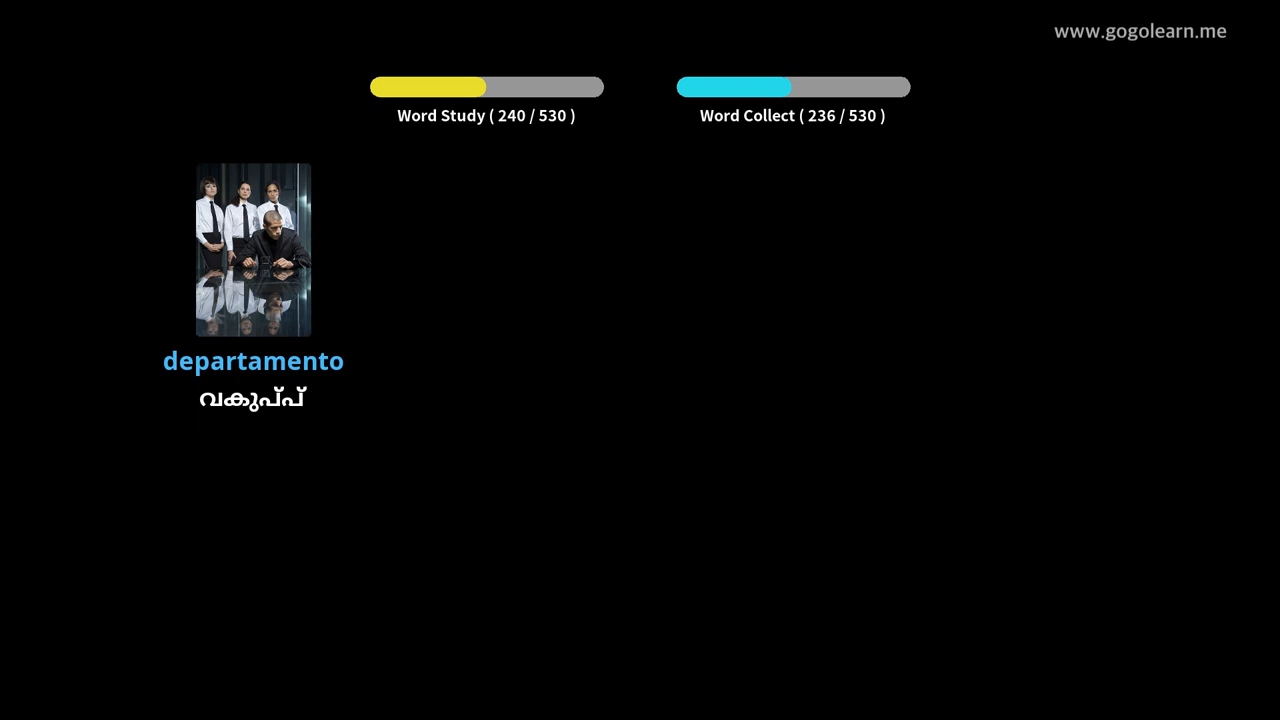 www.gogolearn.me
Word Study ( 240 / 530 )
Word Collect ( 236 / 530 )
departamento
വകുപ്പ്